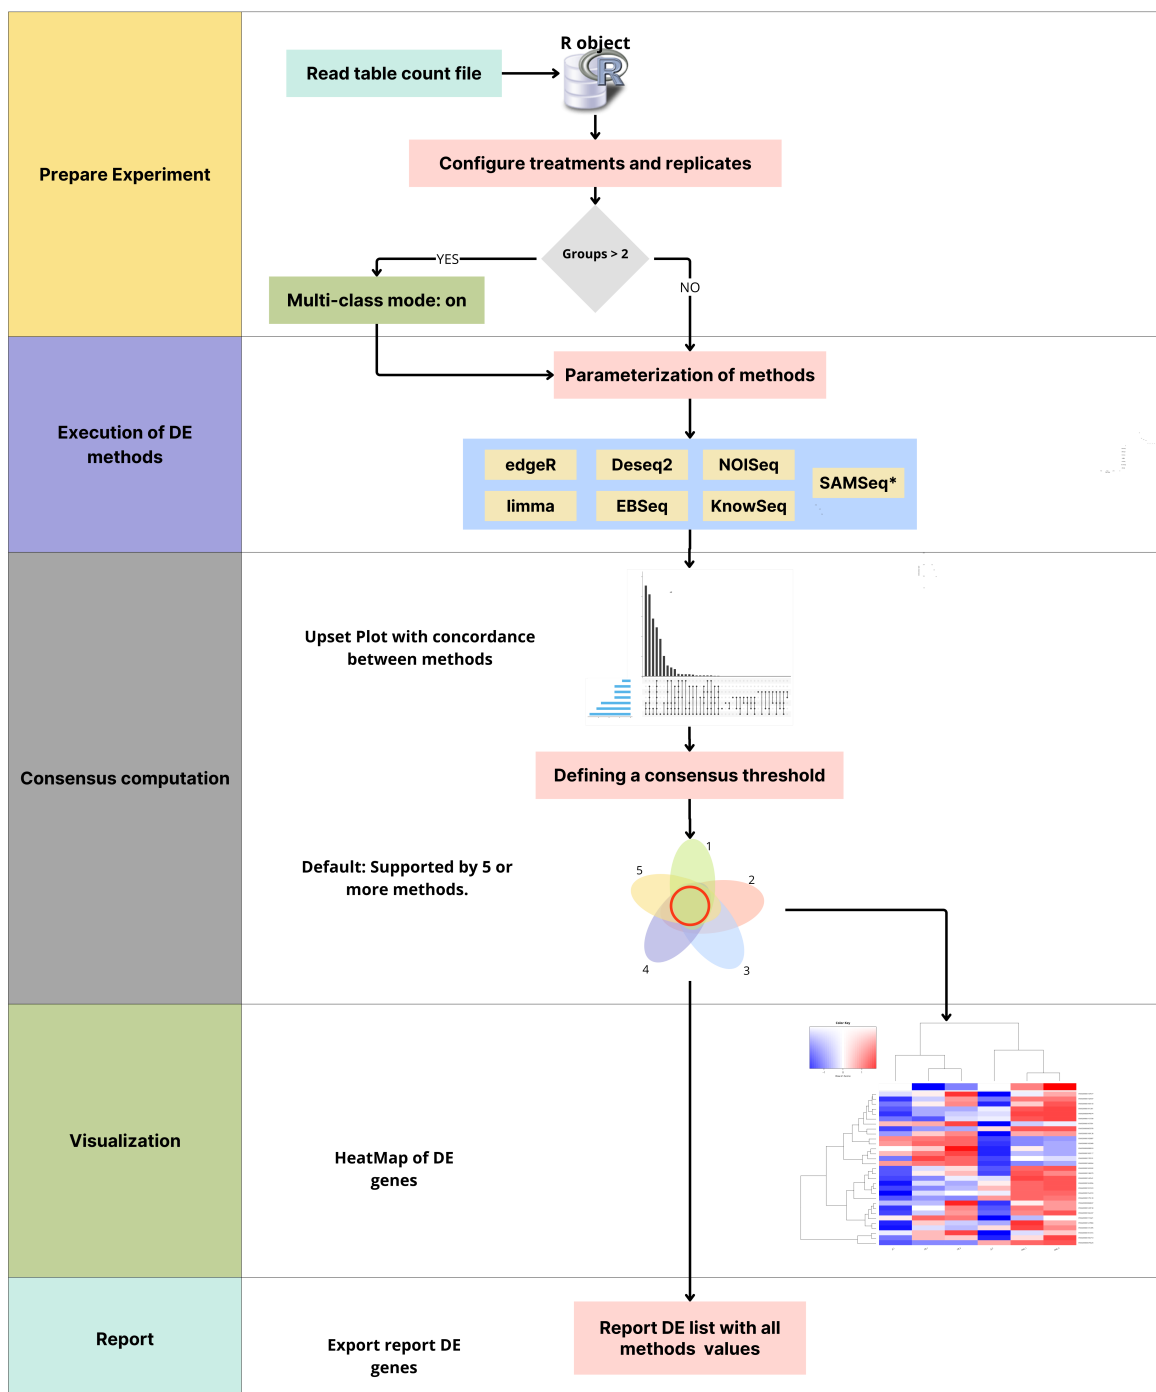 R object
Read table count file
Configure treatments and replicates
Prepare Experiment
Groups > 2
YES
NO
Multi-class mode: on
Parameterization of methods
Execution of DE
methods
edgeR
Deseq2
NOISeq
SAMSeq*
limma
EBSeq
KnowSeq
Upset Plot with concordance
between methods
Defining a consensus threshold
Consensus computation
Default: Supported by 5 or
more methods.
1
2
3
4
5
Color Key
Visualization
HeatMap of DE
genes
Report
Export report DE
genes
Report DE list with all
methods values